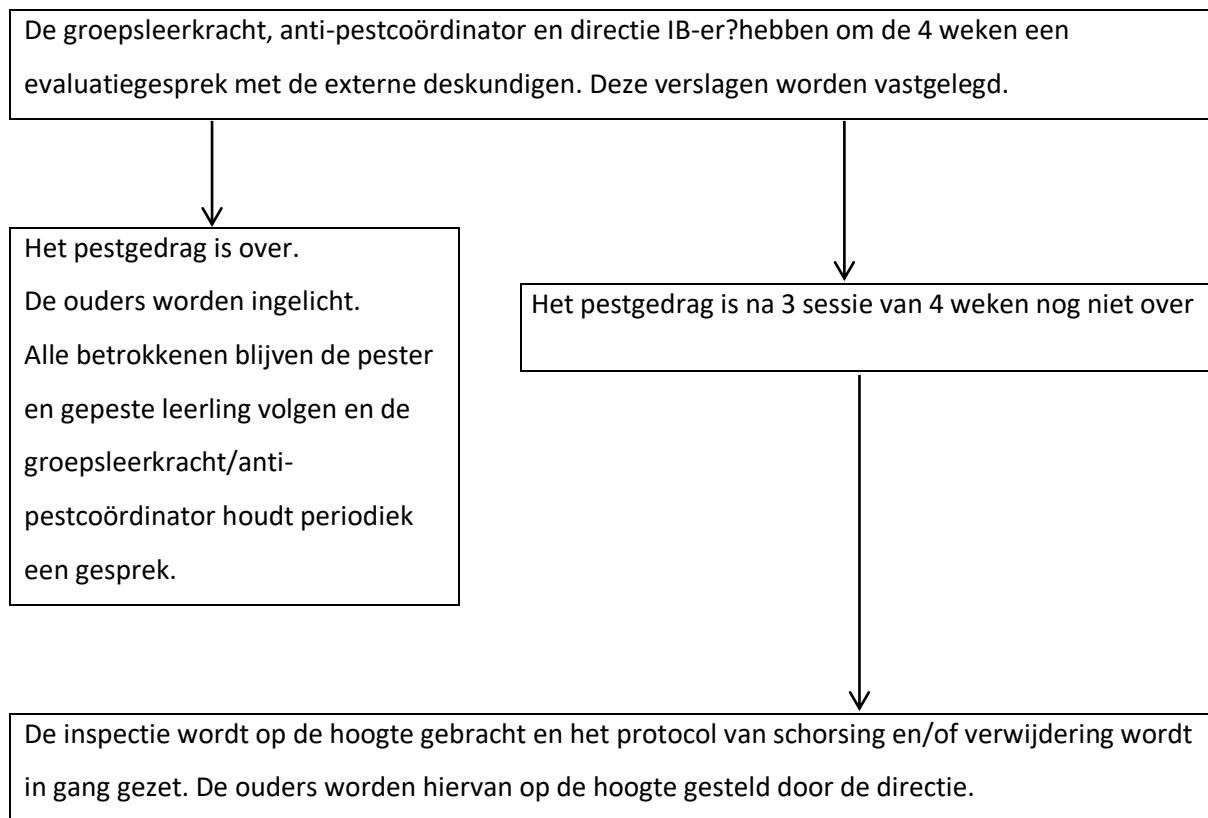 De groepsleerkracht, anti-pestcoördinator en directie IB-er?hebben om de 4 weken een
evaluatiegesprek met de externe deskundigen. Deze verslagen worden vastgelegd.
Het pestgedrag is over.
De ouders worden ingelicht.
Alle betrokkenen blijven de pester
en gepeste leerling volgen en de
groepsleerkracht/anti-
pestcoördinator houdt periodiek
een gesprek.
Het pestgedrag is na 3 sessie van 4 weken nog niet over
De inspectie wordt op de hoogte gebracht en het protocol van schorsing en/of verwijdering wordt
in gang gezet. De ouders worden hiervan op de hoogte gesteld door de directie.